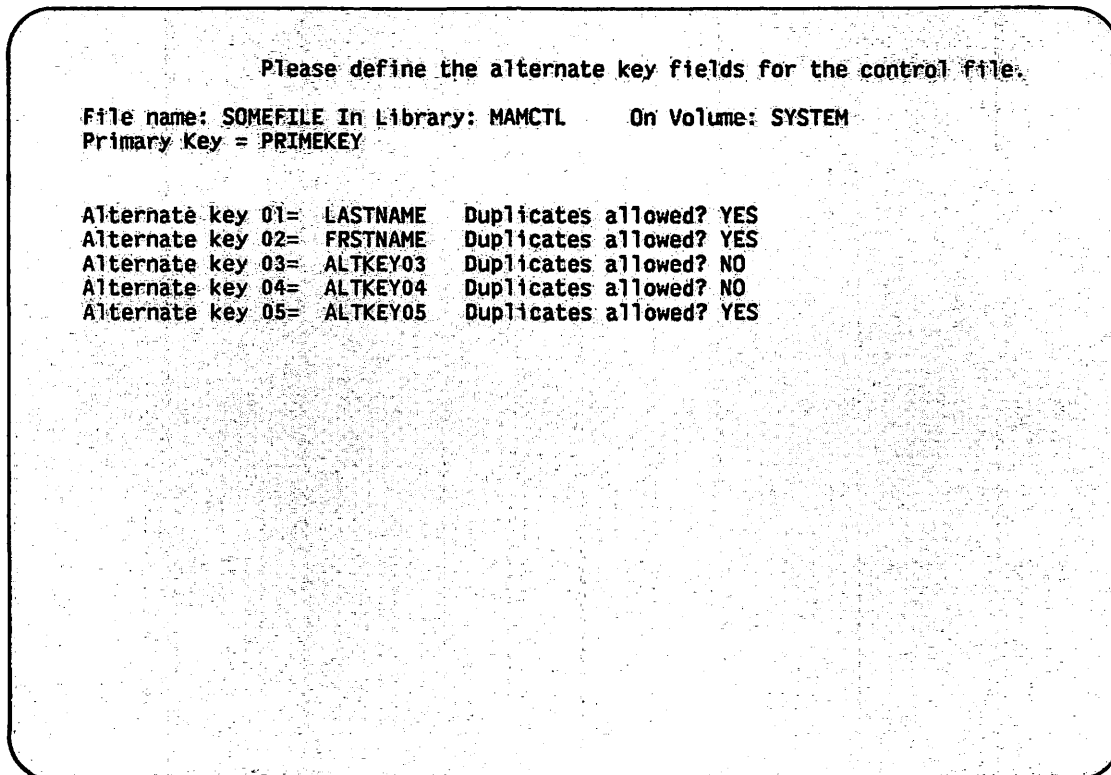 Please define the alternate key fields for the control file.
File name: SOMEFILE In Library: MAMCTL On Volume: SYSTEM
Primary Key = PRIMEKEY
Alternate key 01= LASTNAME Duplicates allowed? YES
Alternate key 02= FRSTNAME Duplicates allowed? YES
Alternate key 03= ALTKEY03 Duplicates allowed? NO
Alternate key 04= ALTKEY04 Duplicates allowed? NO
Alternate key 05= ALTKEY05 Duplicates allowed? YES